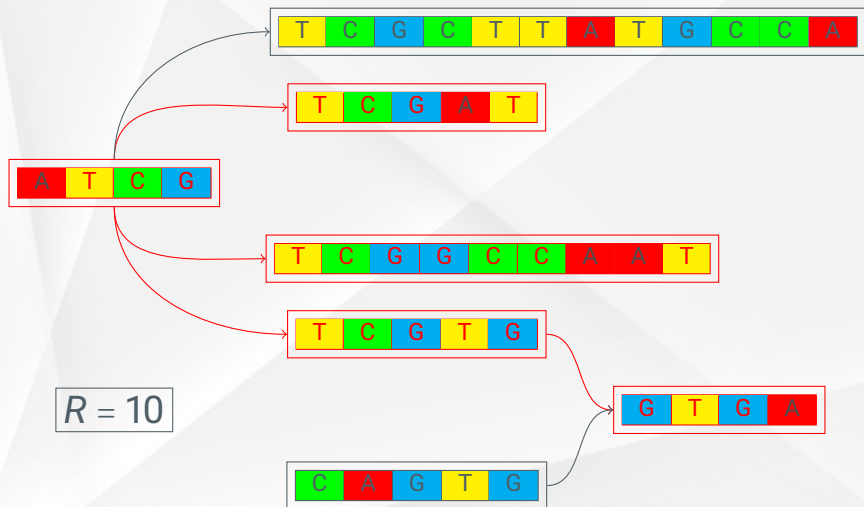 T C G C T T A T G C C A
T C G A T
A T C G
T C G G C C A A T
T C G T G
R = 10
G T G A
C A G T G